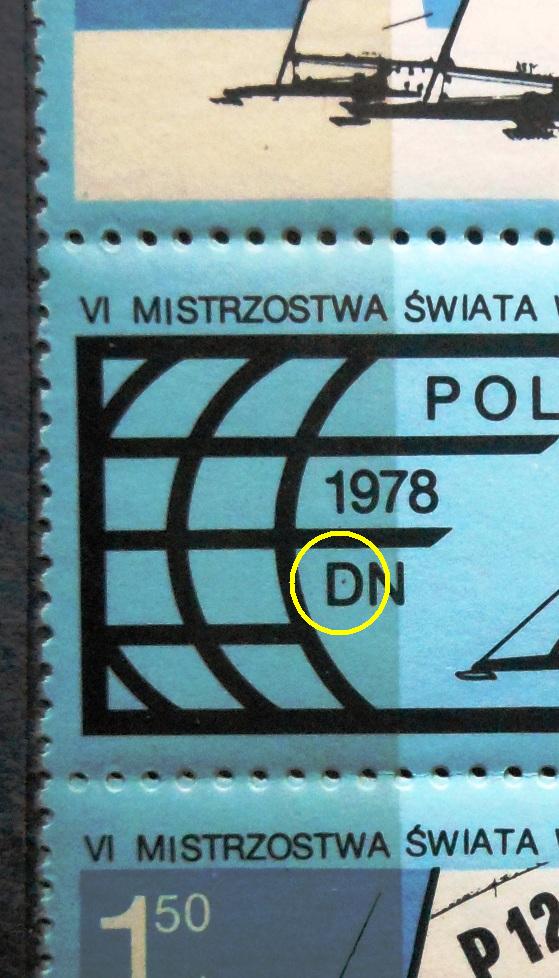 VI MISTRZOSTWA ŚWIATA
POL
1978
DN
VI MISTRZOSTWA ŚWIATA
1 50
P 12